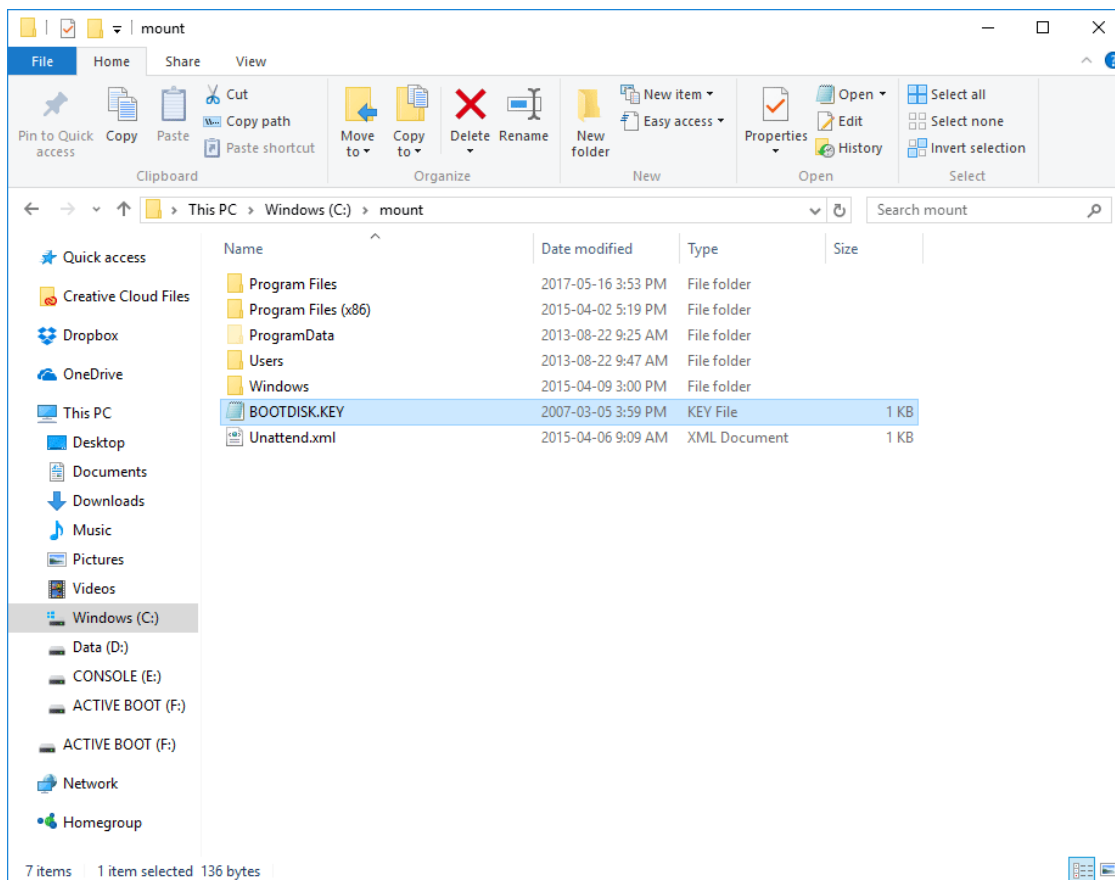 mount
File Home Share View
Pin to Quick access
Copy
Paste
Cut
Copy path
Paste shortcut
Clipboard
Move to
Copy to
Delete
Rename
Organize
New folder
New item
Easy access
New
Properties
Open
Edit
History
Open
Select all
Select none
Invert selection
Select
This PC > Windows (C:) > mount
Search mount
Quick access
Creative Cloud Files
Dropbox
OneDrive
This PC
Desktop
Documents
Downloads
Music
Pictures
Videos
Windows (C:)
Data (D:)
CONSOLE (E:)
ACTIVE BOOT (F:)
ACTIVE BOOT (F:)
Network
Homegroup
Name Date modified Type Size
Program Files 2017-05-16 3:53 PM File folder
Program Files (x86) 2015-04-02 5:19 PM File folder
ProgramData 2013-08-22 9:25 AM File folder
Users 2013-08-22 9:47 AM File folder
Windows 2015-04-09 3:00 PM File folder
BOOTDISK.KEY 2007-03-05 3:59 PM KEY File 1 KB
Unattend.xml 2015-04-06 9:09 AM XML Document 1 KB
7 items 1 item selected 136 bytes